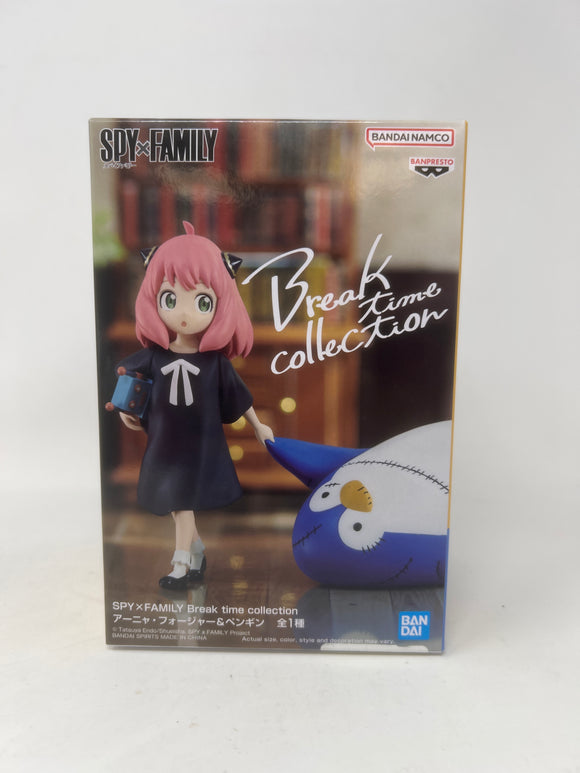 SPY×FAMILY
BANDAI NAMCO
BANPRESTO
Break time
collection
SPY×FAMILY Break time collection
アーニャ・フォージャー&ペンギン 全1種
© Tatsuya Endo/Shueisha, SPY x FAMILY Project
BANDAI SPIRITS MADE IN CHINA
Actual size, color, style and decoration may vary.
BAN
DAI